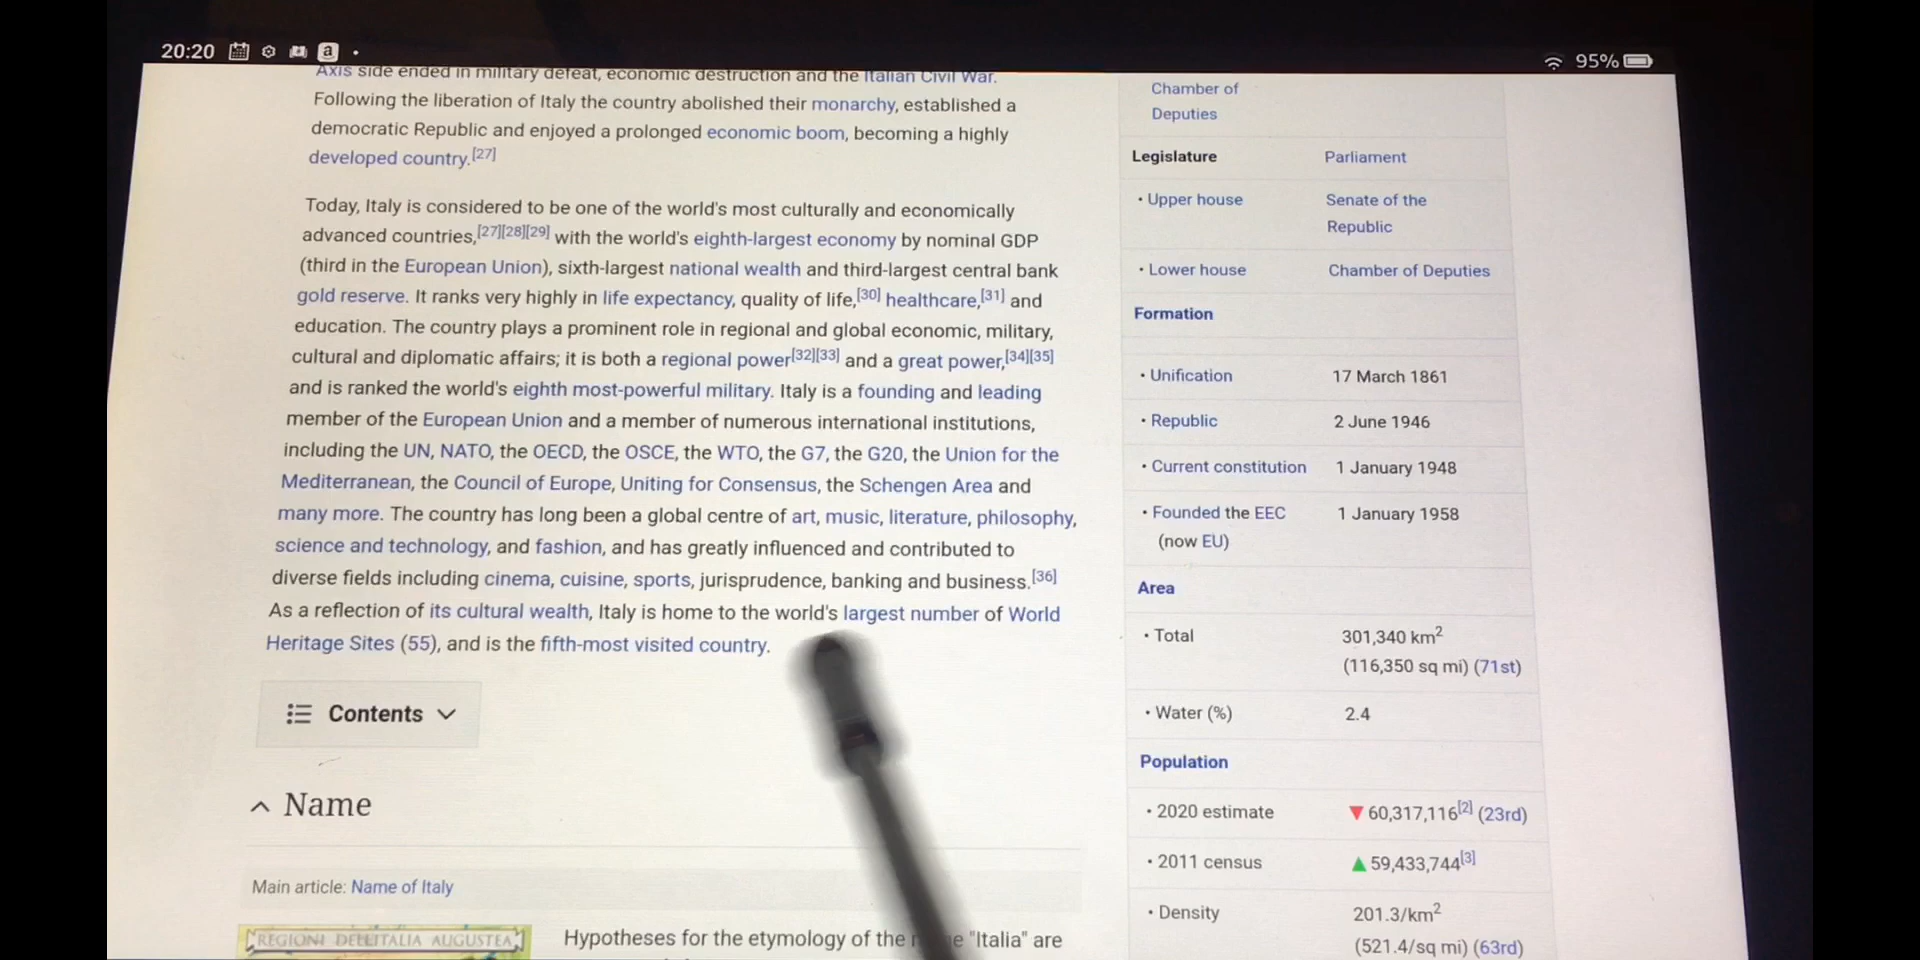 20:20 a
95%
Axis side ended in military defeat, economic destruction and the Italian Civil War.
Following the liberation of Italy the country abolished their monarchy, established a
democratic Republic and enjoyed a prolonged economic boom, becoming a highly
developed country.[27]
Today, Italy is considered to be one of the world's most culturally and economically
advanced countries,[27][28][29] with the world's eighth-largest economy by nominal GDP
(third in the European Union), sixth-largest national wealth and third-largest central bank
gold reserve. It ranks very highly in life expectancy, quality of life,[30] healthcare,[31] and
education. The country plays a prominent role in regional and global economic, military,
cultural and diplomatic affairs; it is both a regional power[32][33] and a great power,[34][35]
and is ranked the world's eighth most-powerful military. Italy is a founding and leading
member of the European Union and a member of numerous international institutions,
including the UN, NATO, the OECD, the OSCE, the WTO, the G7, the G20, the Union for the
Mediterranean, the Council of Europe, Uniting for Consensus, the Schengen Area and
many more. The country has long been a global centre of art, music, literature, philosophy,
science and technology, and fashion, and has greatly influenced and contributed to
diverse fields including cinema, cuisine, sports, jurisprudence, banking and business.[36]
As a reflection of its cultural wealth, Italy is home to the world's largest number of World
Heritage Sites (55), and is the fifth-most visited country.
Contents
Name
Main article: Name of Italy
REGIONI DELL'ITALIA AUGUSTEA
Hypotheses for the etymology of the "Italia" are
Chamber of
Deputies
Legislature Parliament
• Upper house Senate of the
Republic
• Lower house Chamber of Deputies
Formation
• Unification 17 March 1861
• Republic 2 June 1946
• Current constitution 1 January 1948
• Founded the EEC 1 January 1958
(now EU)
Area
• Total 301,340 km²
(116,350 sq mi) (71st)
• Water (%) 2.4
Population
• 2020 estimate ▼ 60,317,116[2] (23rd)
• 2011 census ▲ 59,433,744[3]
• Density 201.3/km²
(521.4/sq mi) (63rd)